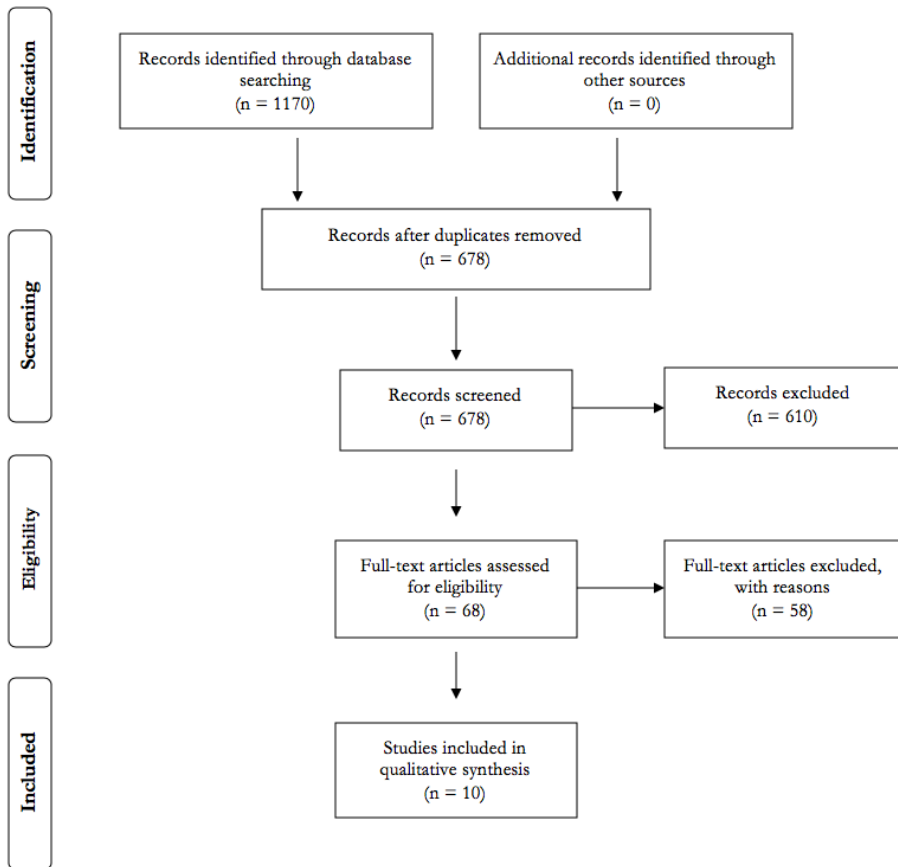 Identification
Records identified through database
searching
(n = 1170)
Additional records identified through
other sources
(n = 0)
Screening
Records after duplicates removed
(n = 678)
Records screened
(n = 678)
Records excluded
(n = 610)
Eligibility
Full-text articles assessed
for eligibility
(n = 68)
Full-text articles excluded,
with reasons
(n = 58)
Included
Studies included in
qualitative synthesis
(n = 10)